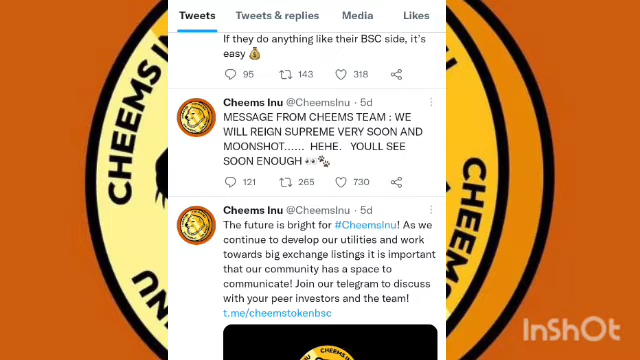 Tweets Tweets & replies Media Likes
If they do anything like their BSC side, it's
easy 💰
95 143 318
Cheems Inu @CheemsInu · 5d
MESSAGE FROM CHEEMS TEAM : WE
WILL REIGN SUPREME VERY SOON AND
MOONSHOT...... HEHE. YOULL SEE
SOON ENOUGH 👀🐾
121 265 730
Cheems Inu @CheemsInu · 5d
The future is bright for #CheemsInu! As we
continue to develop our utilities and work
towards big exchange listings it is important
that our community has a space to
communicate! Join our telegram to discuss
with your peer investors and the team!
t.me/cheemstokenbsc
CHEEMS INU
CHEEMS IN
INU
CHEEMS
InShOt